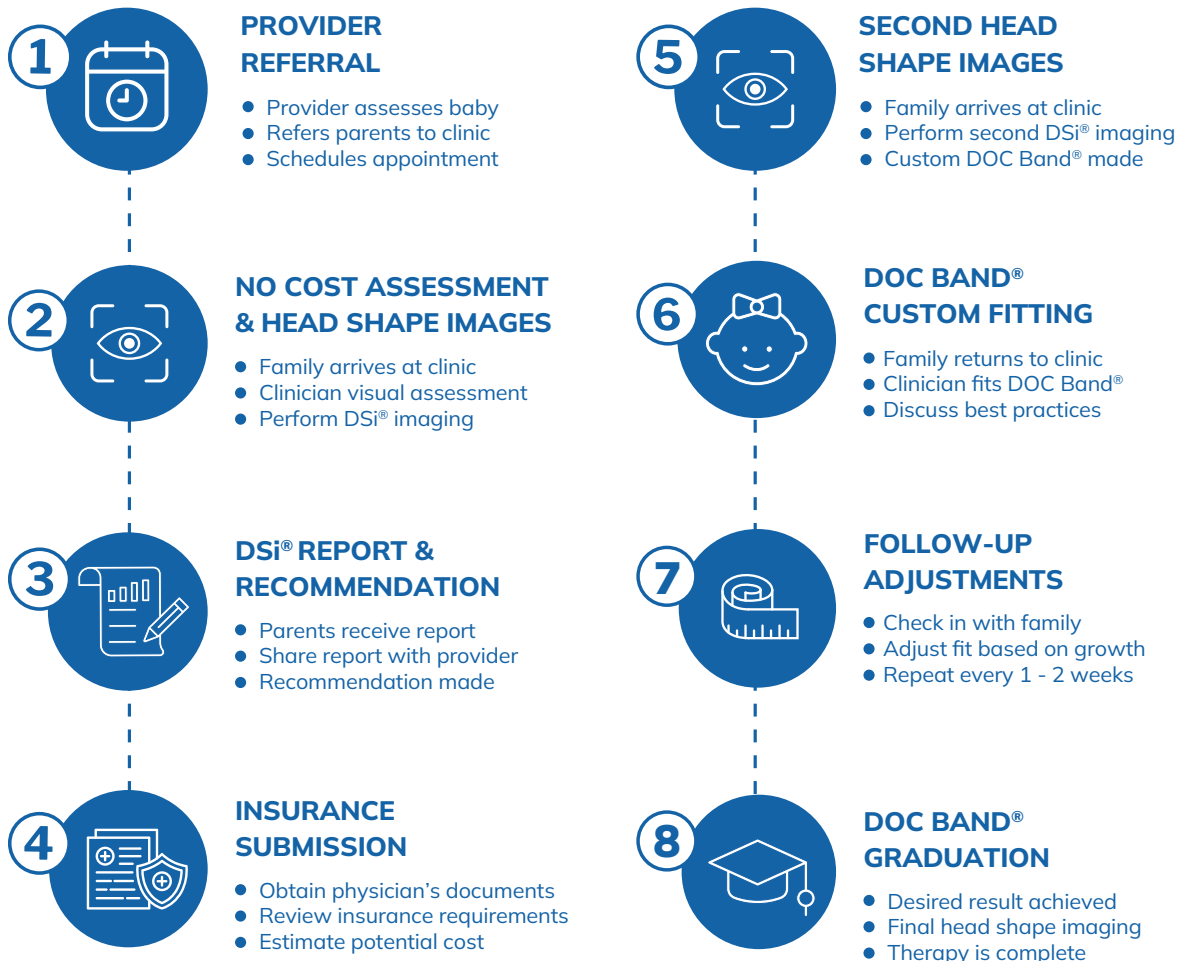 1
PROVIDER
REFERRAL
● Provider assesses baby
● Refers parents to clinic
● Schedules appointment
2
NO COST ASSESSMENT
& HEAD SHAPE IMAGES
● Family arrives at clinic
● Clinician visual assessment
● Perform DSi® imaging
3
DSi® REPORT &
RECOMMENDATION
● Parents receive report
● Share report with provider
● Recommendation made
4
INSURANCE
SUBMISSION
● Obtain physician’s documents
● Review insurance requirements
● Estimate potential cost
5
SECOND HEAD
SHAPE IMAGES
● Family arrives at clinic
● Perform second DSi® imaging
● Custom DOC Band® made
6
DOC BAND®
CUSTOM FITTING
● Family returns to clinic
● Clinician fits DOC Band®
● Discuss best practices
7
FOLLOW-UP
ADJUSTMENTS
● Check in with family
● Adjust fit based on growth
● Repeat every 1 - 2 weeks
8
DOC BAND®
GRADUATION
● Desired result achieved
● Final head shape imaging
● Therapy is complete